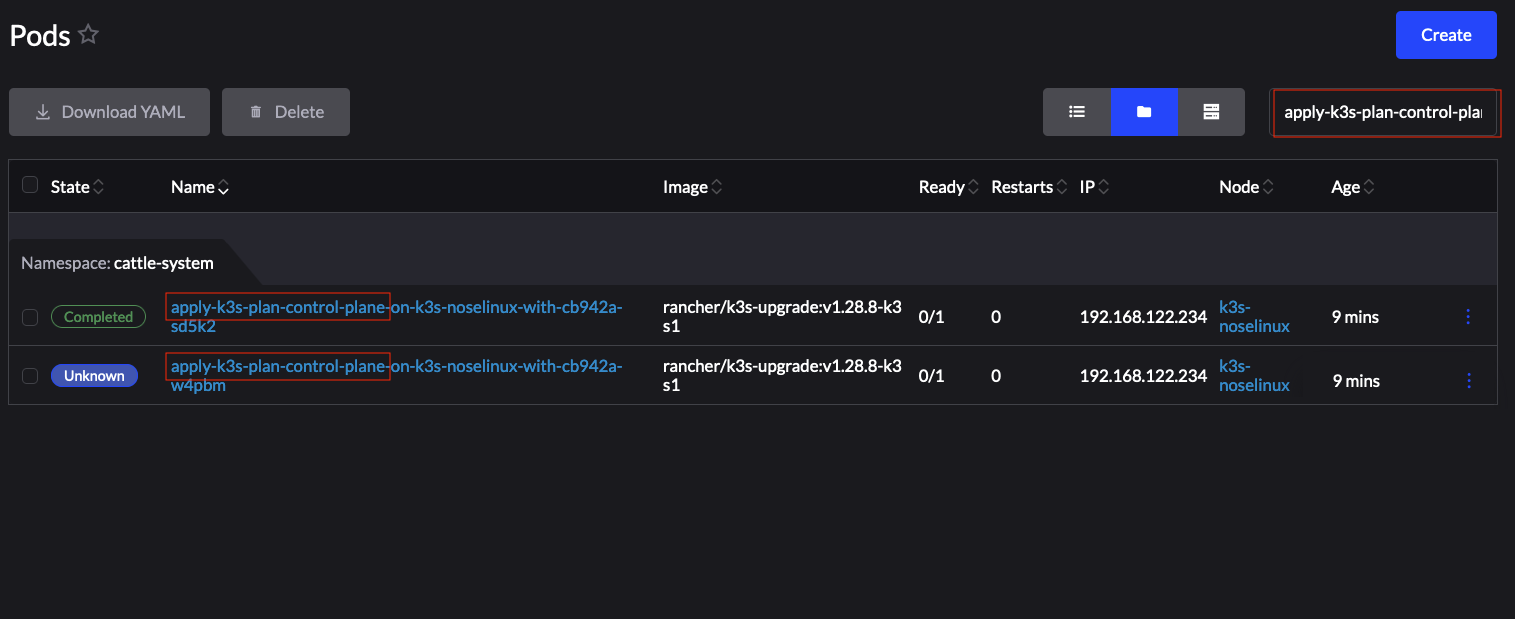 Pods
Create
Download YAML
Delete
apply-k3s-plan-control-pla
State Name Image Ready Restarts IP Node Age
Namespace: cattle-system
Completed apply-k3s-plan-control-plane-on-k3s-noselinux-with-cb942a- rancher/k3s-upgrade:v1.28.8-k3 0/1 0 192.168.122.234 k3s- 9 mins
sd5k2 s1 noselinux
Unknown apply-k3s-plan-control-plane-on-k3s-noselinux-with-cb942a- rancher/k3s-upgrade:v1.28.8-k3 0/1 0 192.168.122.234 k3s- 9 mins
w4pbm s1 noselinux